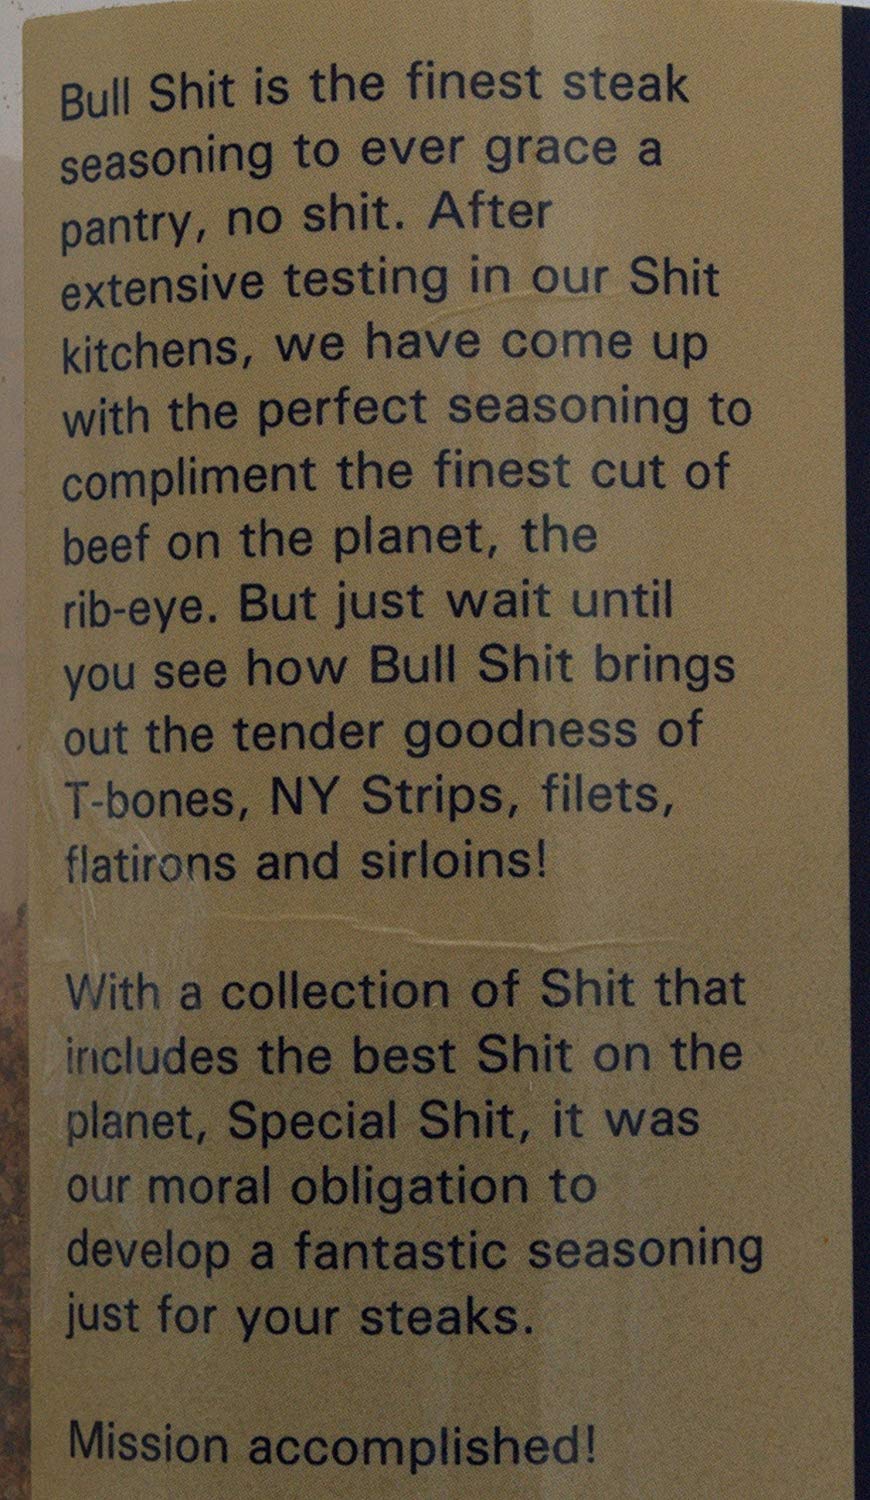 Bull Shit is the finest steak
seasoning to ever grace a
pantry, no shit. After
extensive testing in our Shit
kitchens, we have come up
with the perfect seasoning to
compliment the finest cut of
beef on the planet, the
rib-eye. But just wait until
you see how Bull Shit brings
out the tender goodness of
T-bones, NY Strips, filets,
flatirons and sirloins!
With a collection of Shit that
includes the best Shit on the
planet, Special Shit, it was
our moral obligation to
develop a fantastic seasoning
just for your steaks.
Mission accomplished!